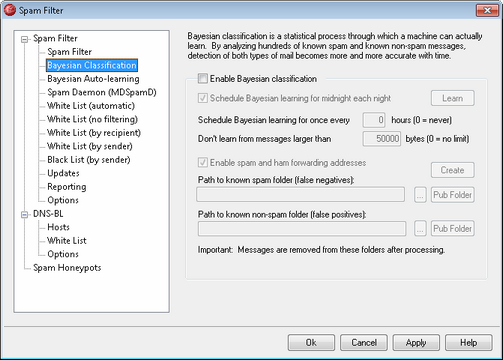 Spam Filter
Spam Filter
Spam Filter
Bayesian Classification
Bayesian Auto-learning
Spam Daemon (MDSpamD)
White List (automatic)
White List (no filtering)
White List (by recipient)
White List (by sender)
Black List (by sender)
Updates
Reporting
Options
DNS-BL
Hosts
White List
Options
Spam Honeypots
Bayesian classification is a statistical process through which a machine can actually
learn. By analyzing hundreds of known spam and known non-spam messages,
detection of both types of mail becomes more and more accurate with time.
Enable Bayesian classification
Schedule Bayesian learning for midnight each night Learn
Schedule Bayesian learning for once every 0 hours (0 = never)
Don't learn from messages larger than 50000 bytes (0 = no limit)
Enable spam and ham forwarding addresses
Create
Path to known spam folder (false negatives):
... Pub Folder
Path to known non-spam folder (false positives):
... Pub Folder
Important: Messages are removed from these folders after processing.
Ok Cancel Apply Help